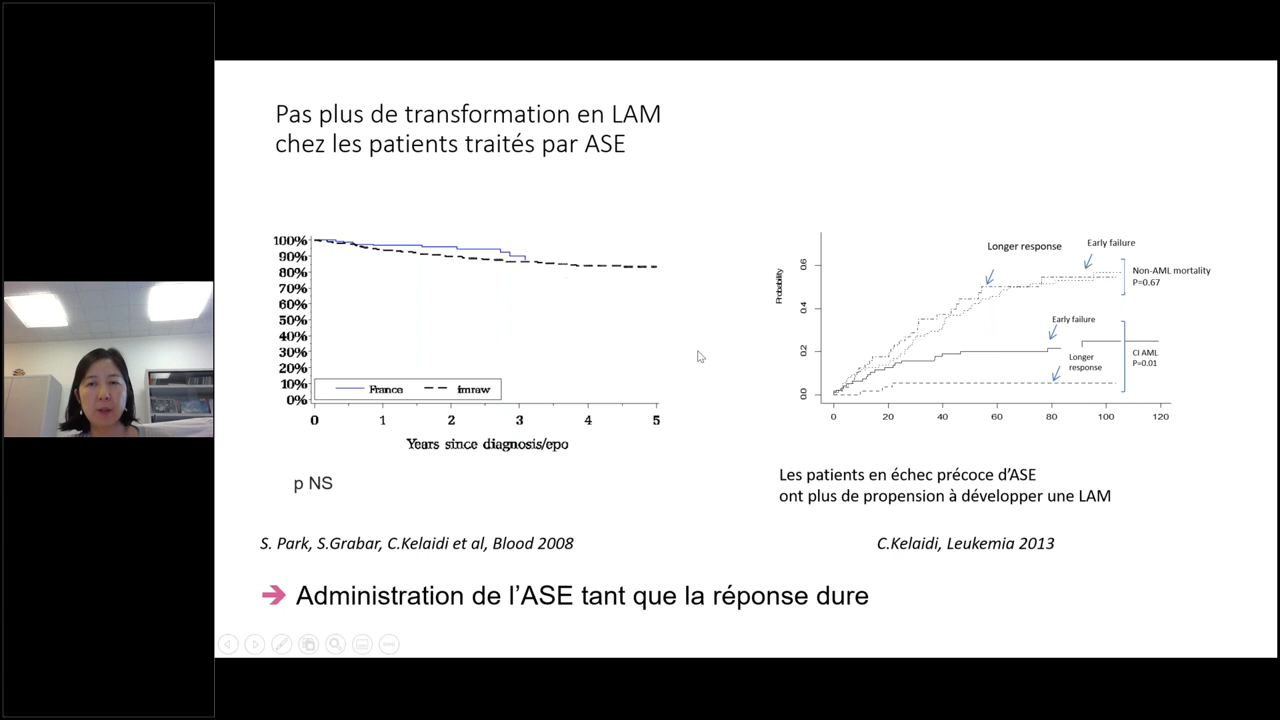 Pas plus de transformation en LAM
chez les patients traités par ASE
100%
90%
80%
70%
60%
50%
40%
30%
20%
10%
0%
France
imraw
0 1 2 3 4 5
Years since diagnosis/epo
p NS
S. Park, S.Grabar, C.Kelaidi et al, Blood 2008
Probability
0.6
0.4
0.2
0.0
0 20 40 60 80 100 120
Longer response
Early failure
Non-AML mortality
P=0.67
Early failure
Longer
response
CI AML
P=0.01
Les patients en échec précoce d’ASE
ont plus de propension à développer une LAM
C.Kelaidi, Leukemia 2013
Administration de l’ASE tant que la réponse dure